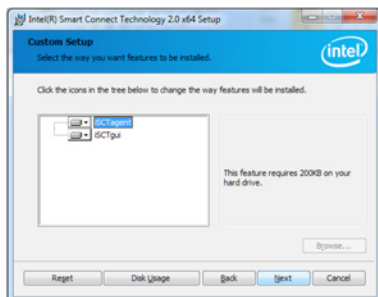 Intel(R) Smart Connect Technology 2.0 x64 Setup
Custom Setup
Select the way you want features to be installed.
intel
Click the icons in the tree below to change the way features will be installed.
iSCTagent
iSCTgui
This feature requires 200KB on your
hard drive.
Browse...
Reset
Disk Usage
Back
Next
Cancel